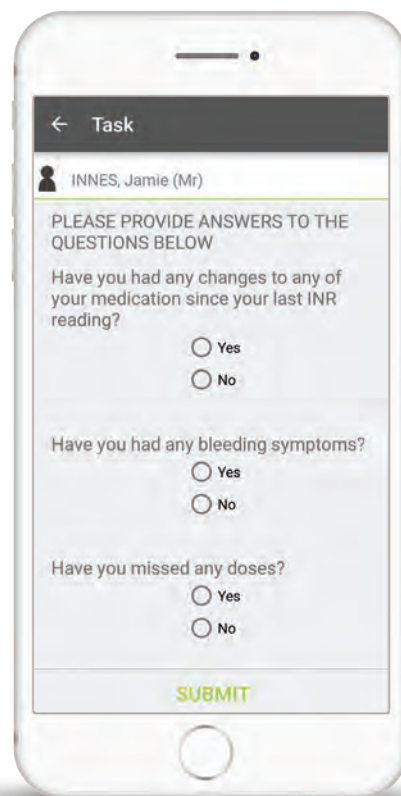 Task
INNES, Jamie (Mr)
PLEASE PROVIDE ANSWERS TO THE
QUESTIONS BELOW
Have you had any changes to any of
your medication since your last INR
reading?
Yes
No
Have you had any bleeding symptoms?
Yes
No
Have you missed any doses?
Yes
No
SUBMIT